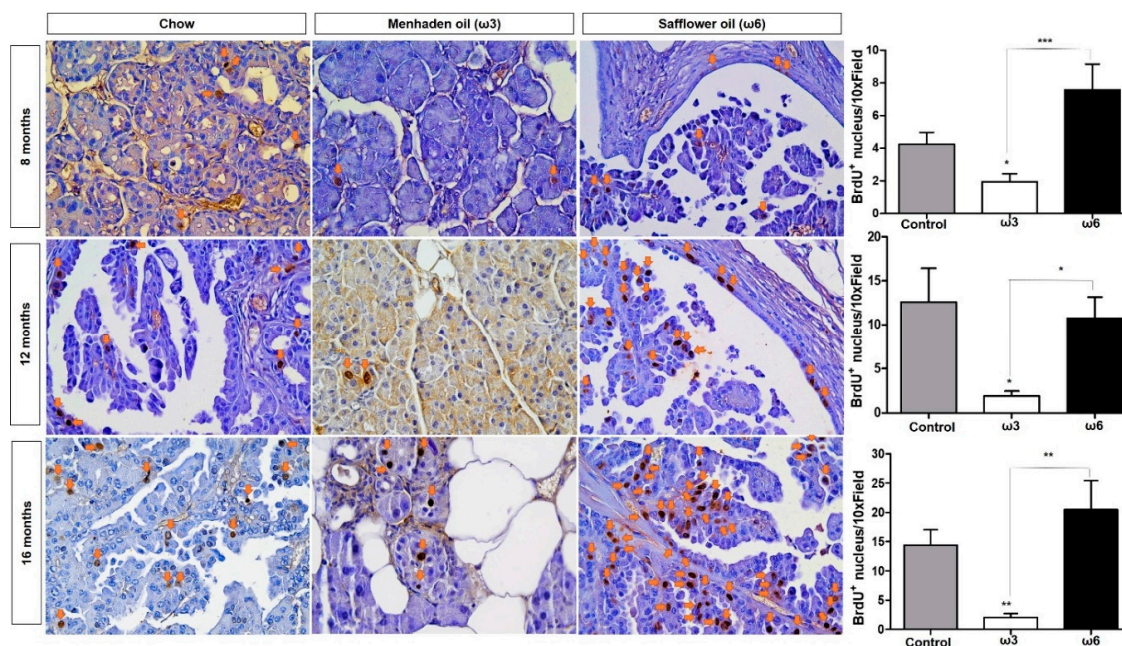 Chow
Menhaden oil (ω3)
Safflower oil (ω6)
8 months
12 months
16 months
BrdU⁺ nucleus/10xField
10
8
6
4
2
0
***
*
Control
ω3
ω6
BrdU⁺ nucleus/10xField
20
15
10
5
0
*
*
Control
ω3
ω6
BrdU⁺ nucleus/10xField
30
25
20
15
10
5
0
**
**
Control
ω3
ω6